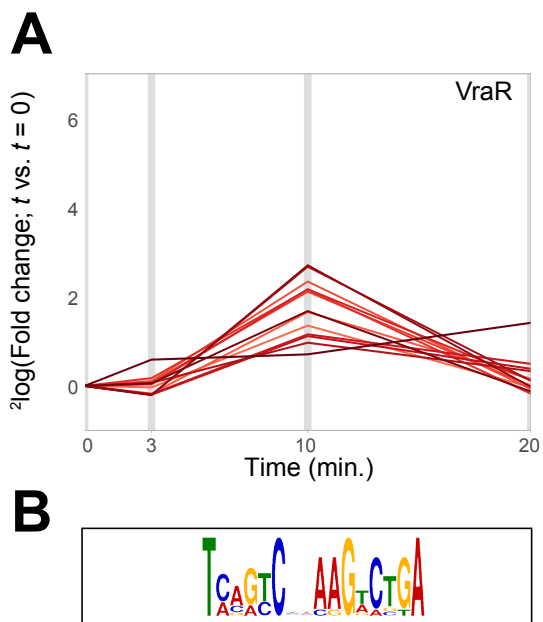 A
VraR
²log(Fold change; t vs. t = 0)
6
4
2
0
0 3 10 20
Time (min.)
B
TCAGTC AAGTCTGA